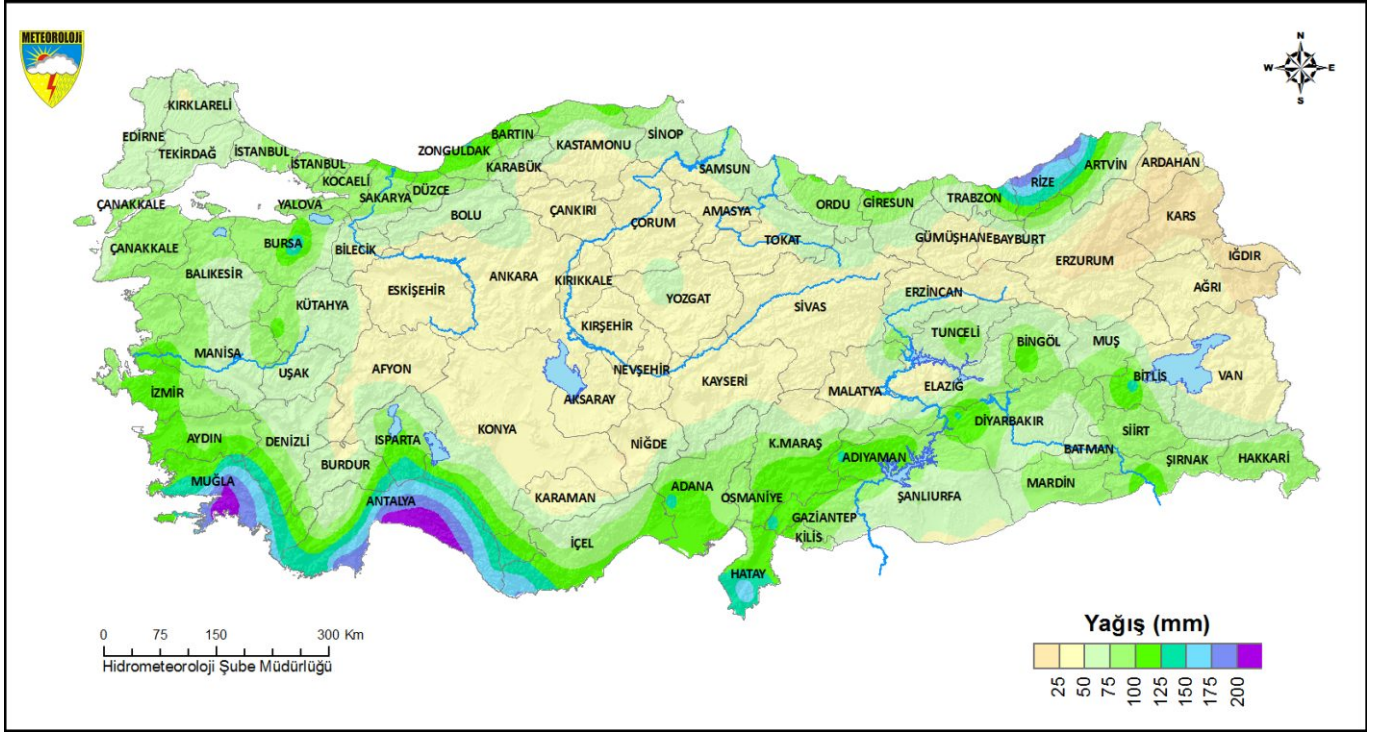 METEOROLOJİ
N
W
E
S
KIRKLARELİ
EDİRNE
TEKİRDAĞ
İSTANBUL
İSTANBUL
KOCAELİ
YALOVA
SAKARYA
DÜZCE
ZONGULDAK
BARTIN
KARABÜK
KASTAMONU
SİNOP
SAMSUN
ORDU
GİRESUN
TRABZON
RİZE
ARTVİN
ARDAHAN
KARS
IĞDIR
ÇANAKKALE
ÇANAKKALE
BURSA
BİLECİK
BOLU
ÇANKIRI
ÇORUM
AMASYA
TOKAT
GÜMÜŞHANE
BAYBURT
ERZURUM
AĞRI
BALIKESİR
KÜTAHYA
ESKİŞEHİR
ANKARA
KIRIKKALE
YOZGAT
SİVAS
ERZİNCAN
TUNCELİ
BİNGÖL
MUŞ
BİTLİS
VAN
MANİSA
UŞAK
AFYON
KIRŞEHİR
NEVŞEHİR
KAYSERİ
MALATYA
ELAZIĞ
İZMİR
AKSARAY
DİYARBAKIR
SİİRT
AYDIN
DENİZLİ
ISPARTA
KONYA
NİĞDE
K.MARAŞ
ADIYAMAN
BATMAN
ŞIRNAK
HAKKARİ
MUĞLA
BURDUR
ANTALYA
KARAMAN
İÇEL
ADANA
OSMANİYE
GAZİANTEP
KİLİS
ŞANLIURFA
MARDİN
HATAY
0 75 150 300 Km
Hidrometeoroloji Şube Müdürlüğü
Yağış (mm)
25 50 75 100 125 150 175 200